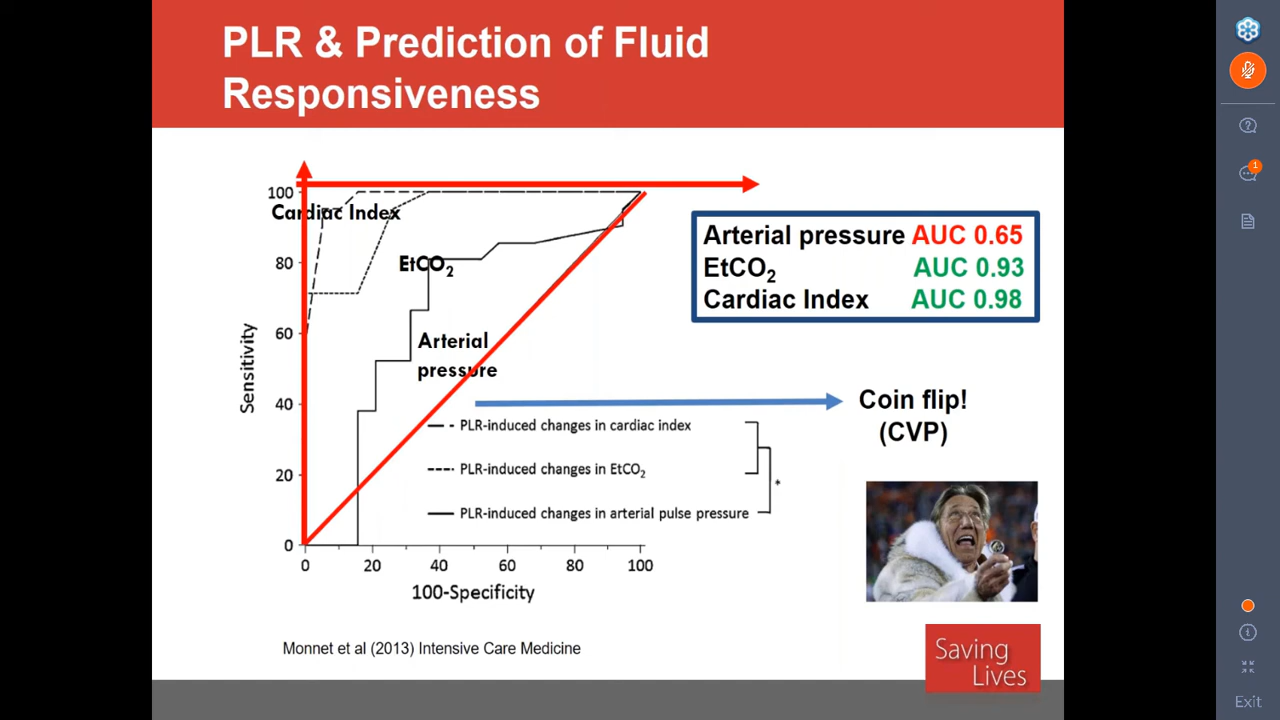 PLR & Prediction of Fluid
Responsiveness
100
80
60
40
20
0
Sensitivity
Cardiac Index
EtCO₂
Arterial
pressure
PLR-induced changes in cardiac index
PLR-induced changes in EtCO₂
PLR-induced changes in arterial pulse pressure
*
0 20 40 60 80 100
100-Specificity
Arterial pressure AUC 0.65
EtCO₂ AUC 0.93
Cardiac Index AUC 0.98
Coin flip!
(CVP)
Monnet et al (2013) Intensive Care Medicine
Saving
Lives
1
Exit